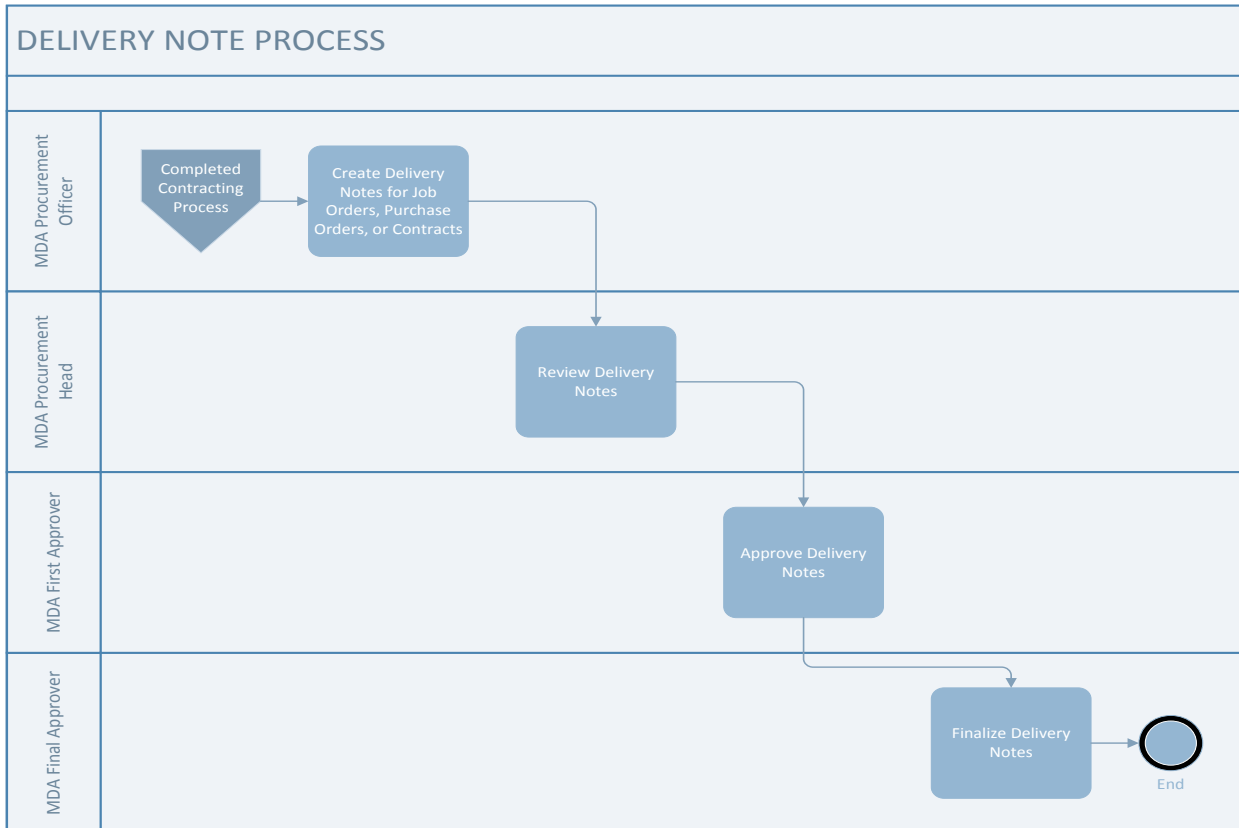 DELIVERY NOTE PROCESS
MDA Procurement
Officer
Completed
Contracting
Process
Create Delivery
Notes for Job
Orders, Purchase
Orders, or Contracts
MDA Procurement
Head
Review Delivery
Notes
MDA First Approver
Approve Delivery
Notes
MDA Final Approver
Finalize Delivery
Notes
End